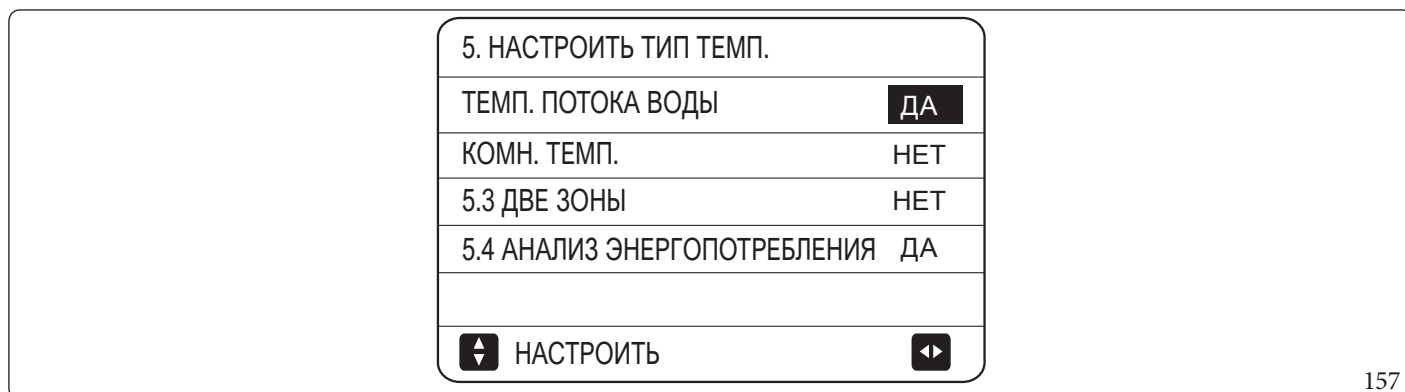 5. НАСТРОИТЬ ТИП ТЕМП.
ТЕМП. ПОТОКА ВОДЫ ДА
КОМН. ТЕМП. НЕТ
5.3 ДВЕ ЗОНЫ НЕТ
5.4 АНАЛИЗ ЭНЕРГОПОТРЕБЛЕНИЯ ДА
НАСТРОИТЬ
157